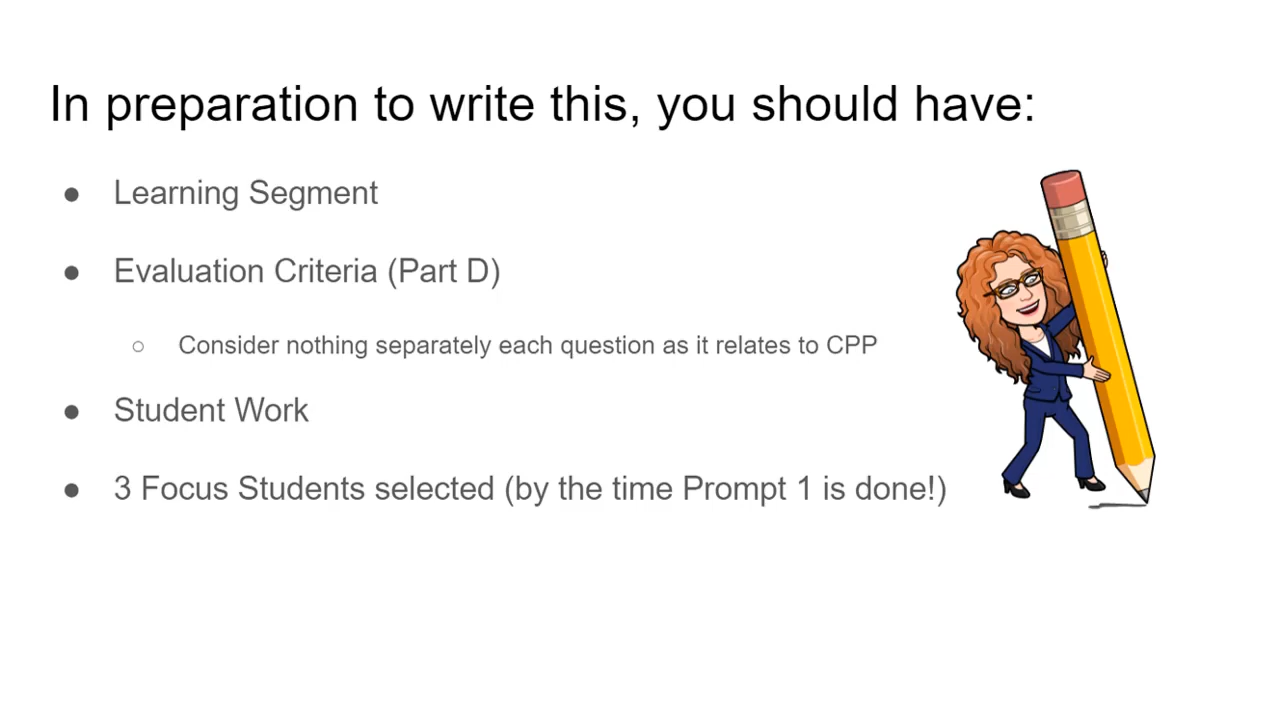 In preparation to write this, you should have:
● Learning Segment
● Evaluation Criteria (Part D)
○ Consider nothing separately each question as it relates to CPP
● Student Work
● 3 Focus Students selected (by the time Prompt 1 is done!)